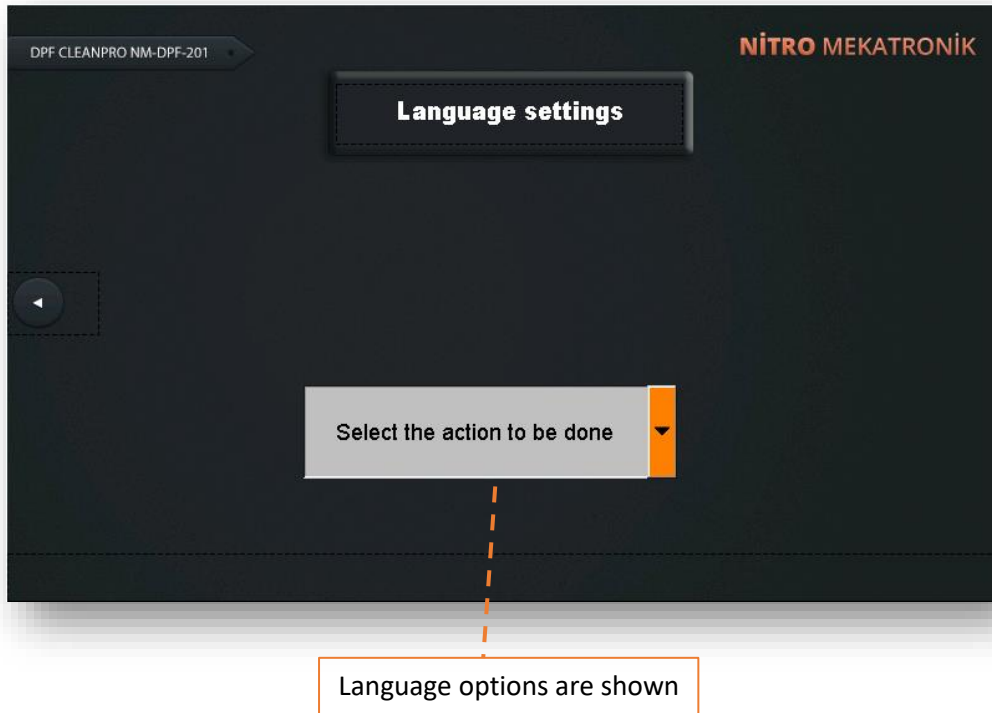 DPF CLEANPRO NM-DPF-201
NİTRO MEKATRONİK
Language settings
Select the action to be done
Language options are shown